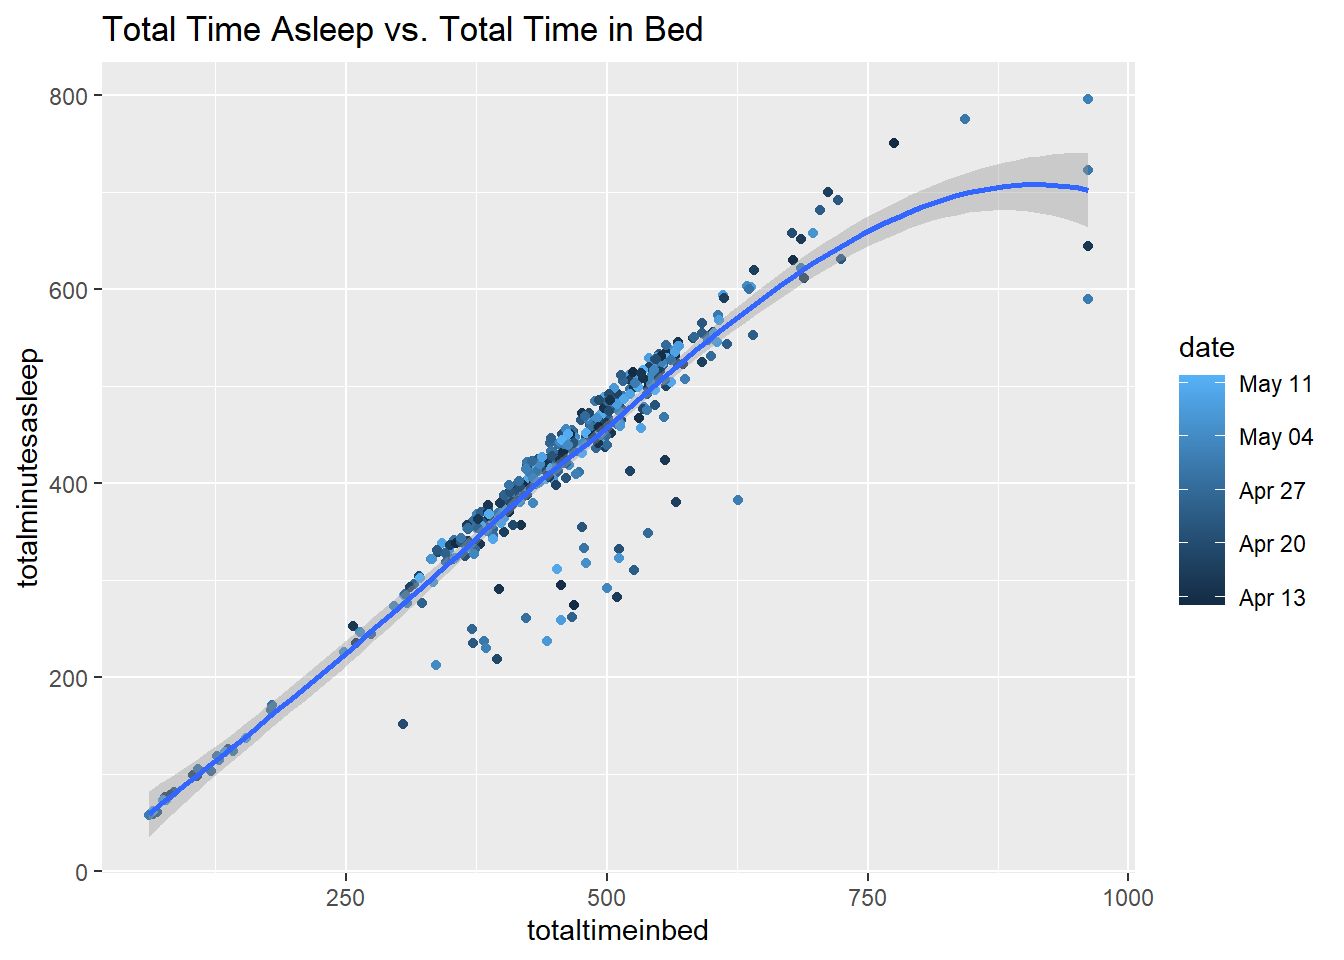 Total Time Asleep vs. Total Time in Bed
800
600
400
200
0
totalminutesasleep
250
500
750
1000
totaltimeinbed
date
May 11
May 04
Apr 27
Apr 20
Apr 13